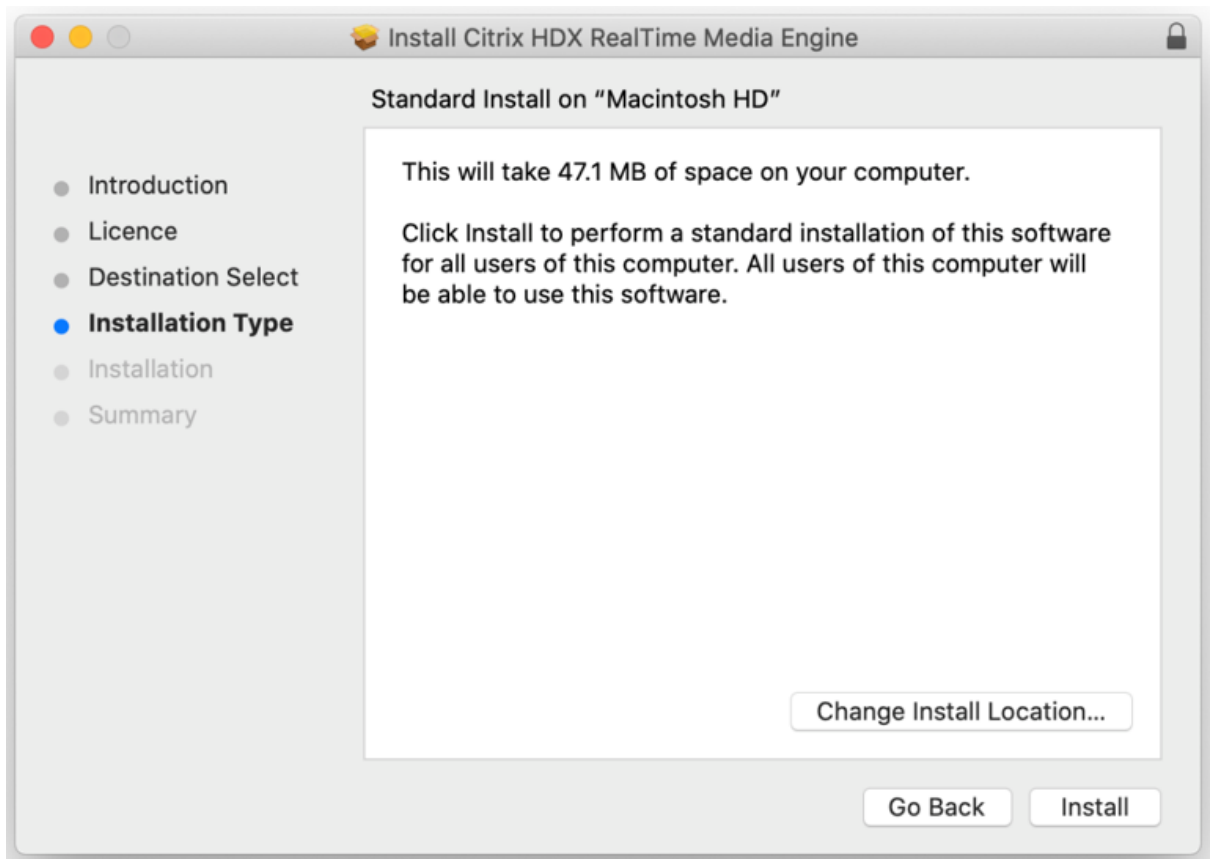 Install Citrix HDX RealTime Media Engine
Standard Install on “Macintosh HD”
Introduction
Licence
Destination Select
Installation Type
Installation
Summary
This will take 47.1 MB of space on your computer.
Click Install to perform a standard installation of this software
for all users of this computer. All users of this computer will
be able to use this software.
Change Install Location...
Go Back
Install